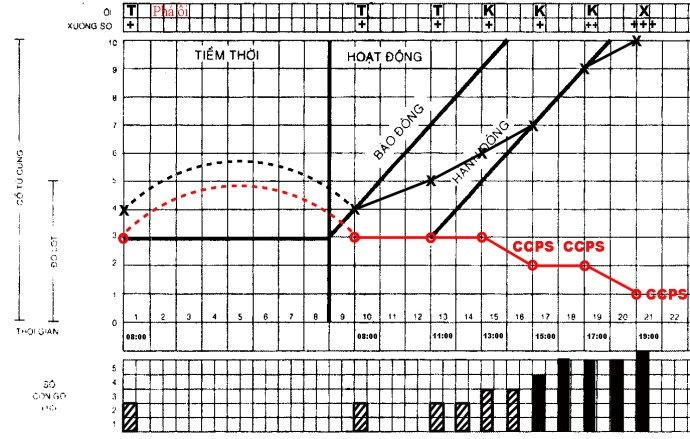 ỐI T Phá ối T T K K K X
XƯƠNG SỌ + + + + + ++ +++
TIỀM THỜI HOẠT ĐỘNG
BÁO ĐỘNG
HÀNH ĐỘNG
CỔ TỬ CUNG
ĐỘ LỌT
10
9
8
7
6
5
4
3
2
1
0
CCPS CCPS
CCPS
1 2 3 4 5 6 7 8 9 10 11 12 13 14 15 16 17 18 19 20 21 22
THỜI GIAN 08:00 08:00 11:00 13:00 15:00 17:00 19:00
SỐ
CƠN GÒ
5
4
3
2
1